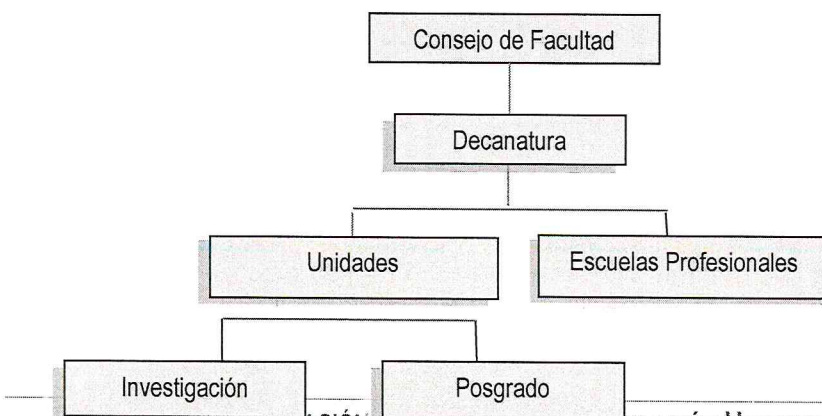 Consejo de Facultad
Decanatura
Unidades
Escuelas Profesionales
Investigación
Posgrado